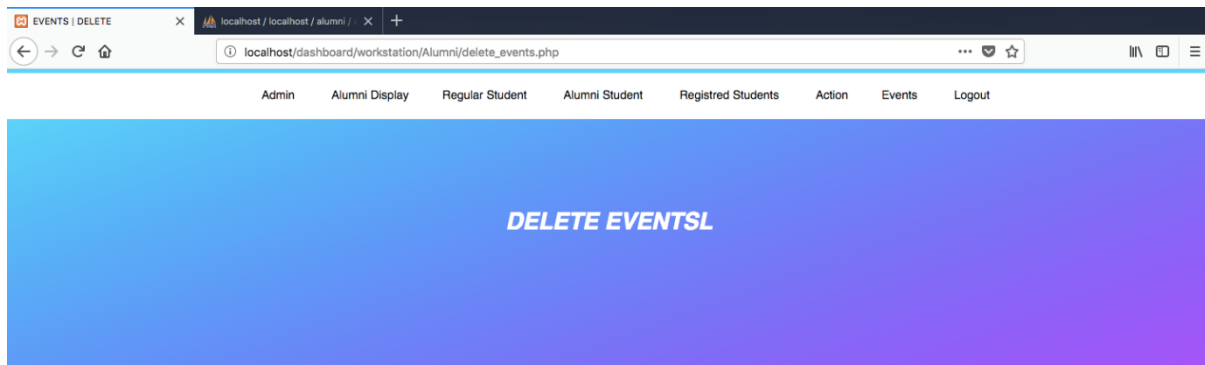 EVENTS | DELETE
localhost / localhost / alumni /
localhost/dashboard/workstation/Alumni/delete_events.php
Admin Alumni Display Regular Student Alumni Student Registred Students Action Events Logout
DELETE EVENTSL